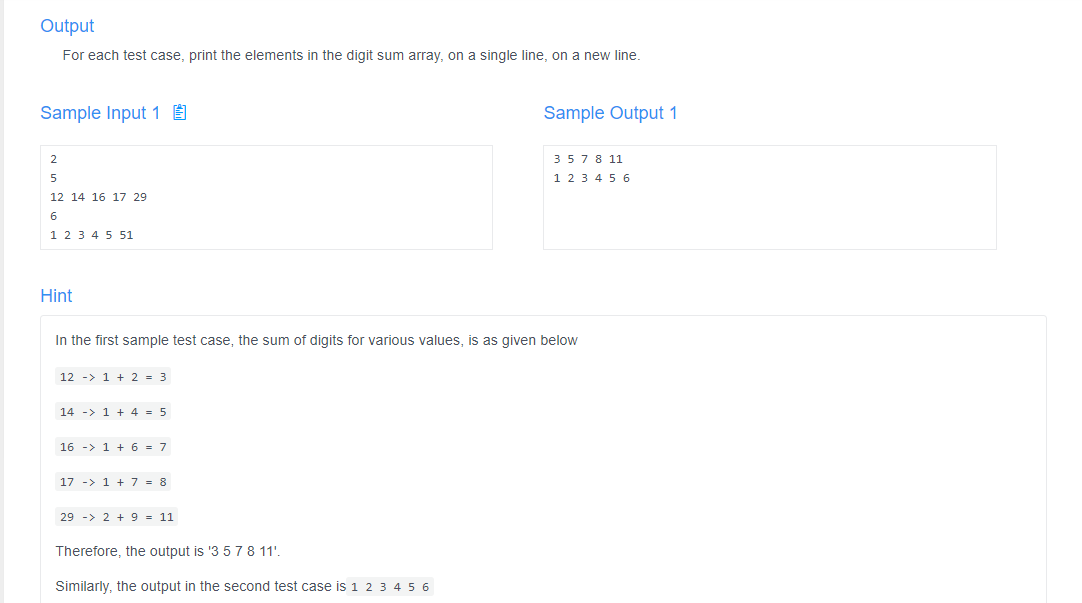 Output
For each test case, print the elements in the digit sum array, on a single line, on a new line.
Sample Input 1
2
5
12 14 16 17 29
6
1 2 3 4 5 51
Sample Output 1
3 5 7 8 11
1 2 3 4 5 6
Hint
In the first sample test case, the sum of digits for various values, is as given below
12 -> 1 + 2 = 3
14 -> 1 + 4 = 5
16 -> 1 + 6 = 7
17 -> 1 + 7 = 8
29 -> 2 + 9 = 11
Therefore, the output is '3 5 7 8 11'.
Similarly, the output in the second test case is 1 2 3 4 5 6